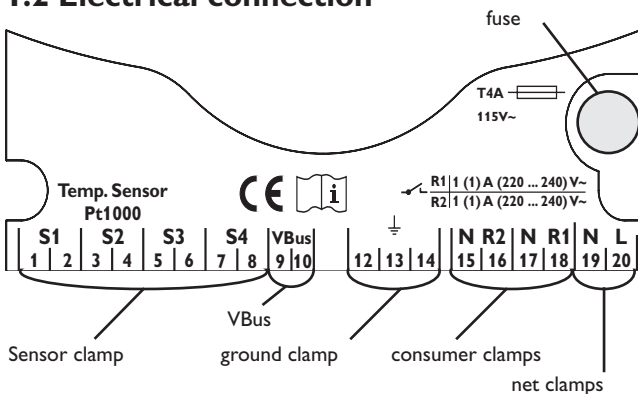 1.2 Electrical connection
fuse
T4A
115V~
Temp. Sensor
Pt1000
CE
i
R1 1 (1) A (220 ... 240) V~
R2 1 (1) A (220 ... 240) V~
S1 S2 S3 S4 VBus N R2 N R1 N L
1 2 3 4 5 6 7 8 9 10 12 13 14 15 16 17 18 19 20
VBus
Sensor clamp ground clamp consumer clamps
net clamps